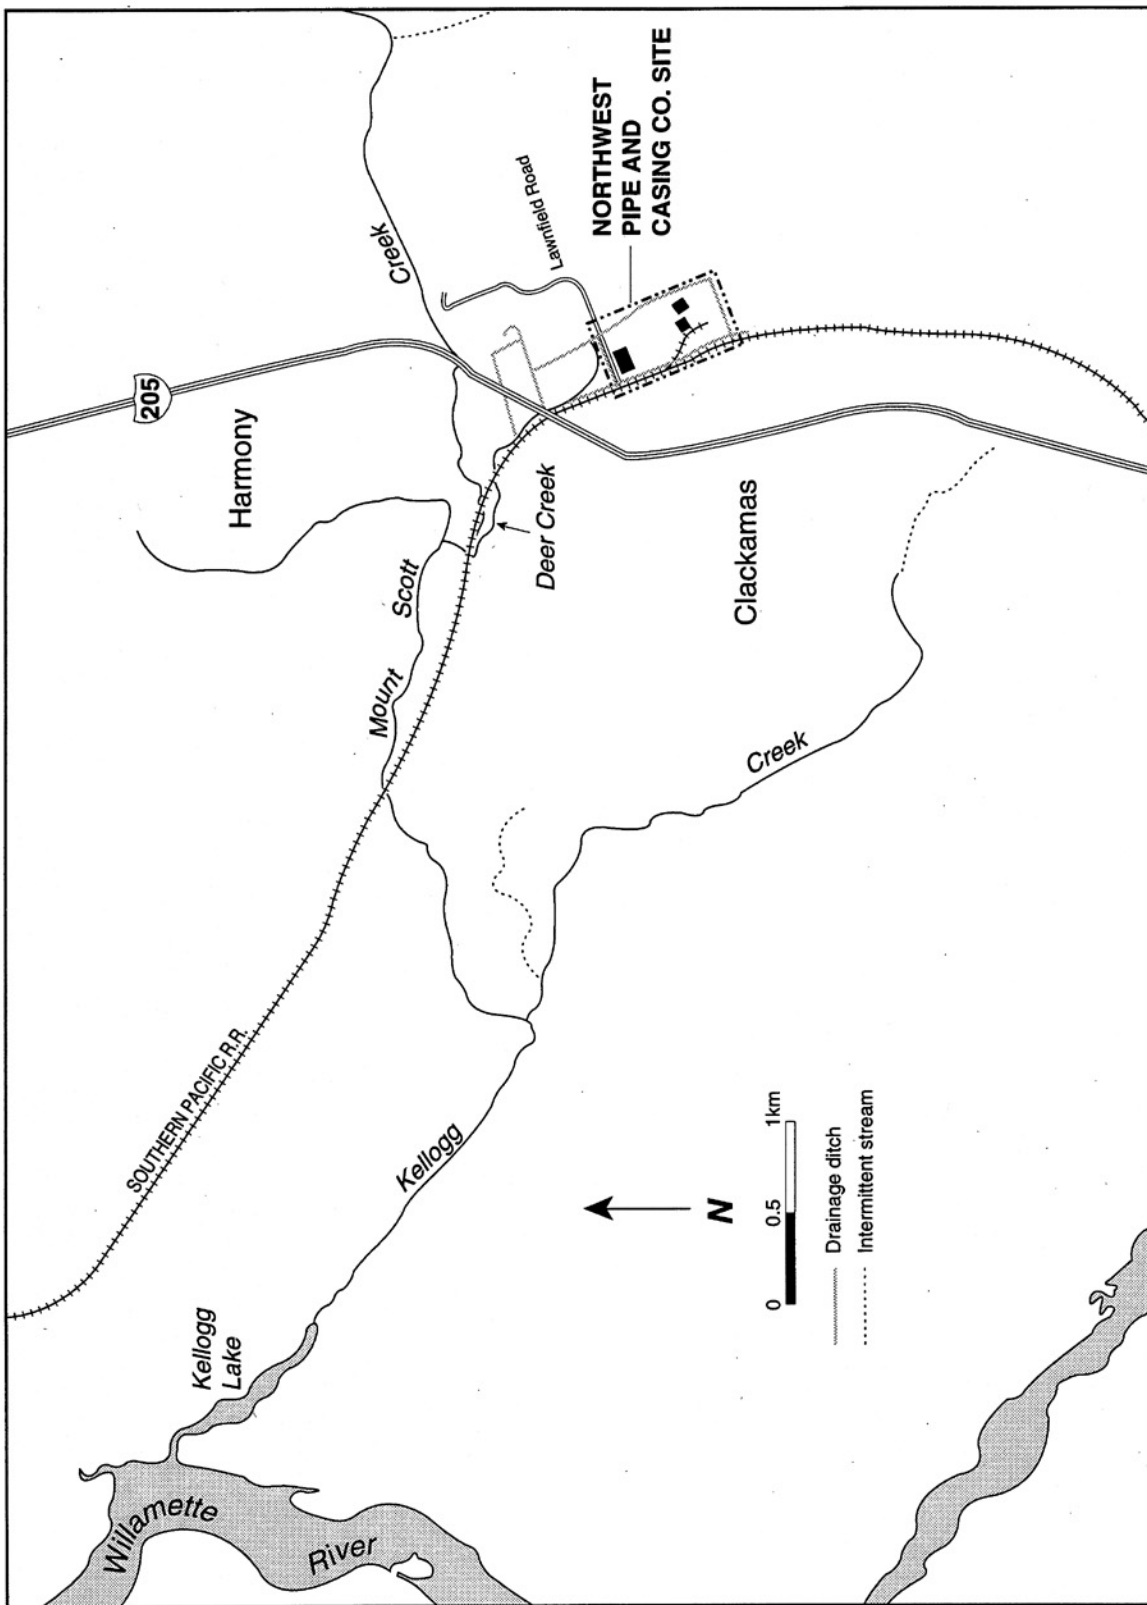 Willamette
River
Kellogg
Lake
SOUTHERN PACIFIC R.R.
Kellogg
Creek
Mount
Scott
Creek
Harmony
205
Deer Creek
Clackamas
Lawnfield Road
NORTHWEST
PIPE AND
CASING CO. SITE
N
0 0.5 1km
Drainage ditch
Intermittent stream